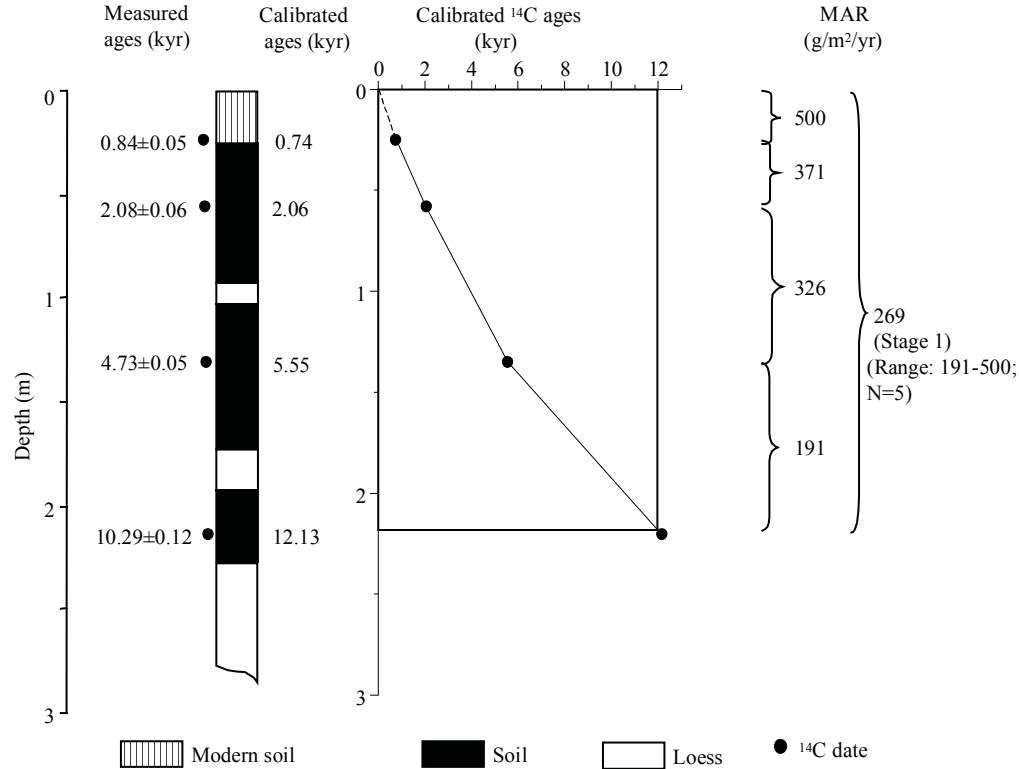 Measured
ages (kyr)
Calibrated
ages (kyr)
Calibrated ¹⁴C ages
(kyr)
MAR
(g/m²/yr)
0 2 4 6 8 10 12
0
1
2
3
Depth (m)
0.84±0.05
2.08±0.06
4.73±0.05
10.29±0.12
0.74
2.06
5.55
12.13
0
1
2
3
500
371
326
191
269
(Stage 1)
(Range: 191-500;
N=5)
Modern soil
Soil
Loess
¹⁴C date